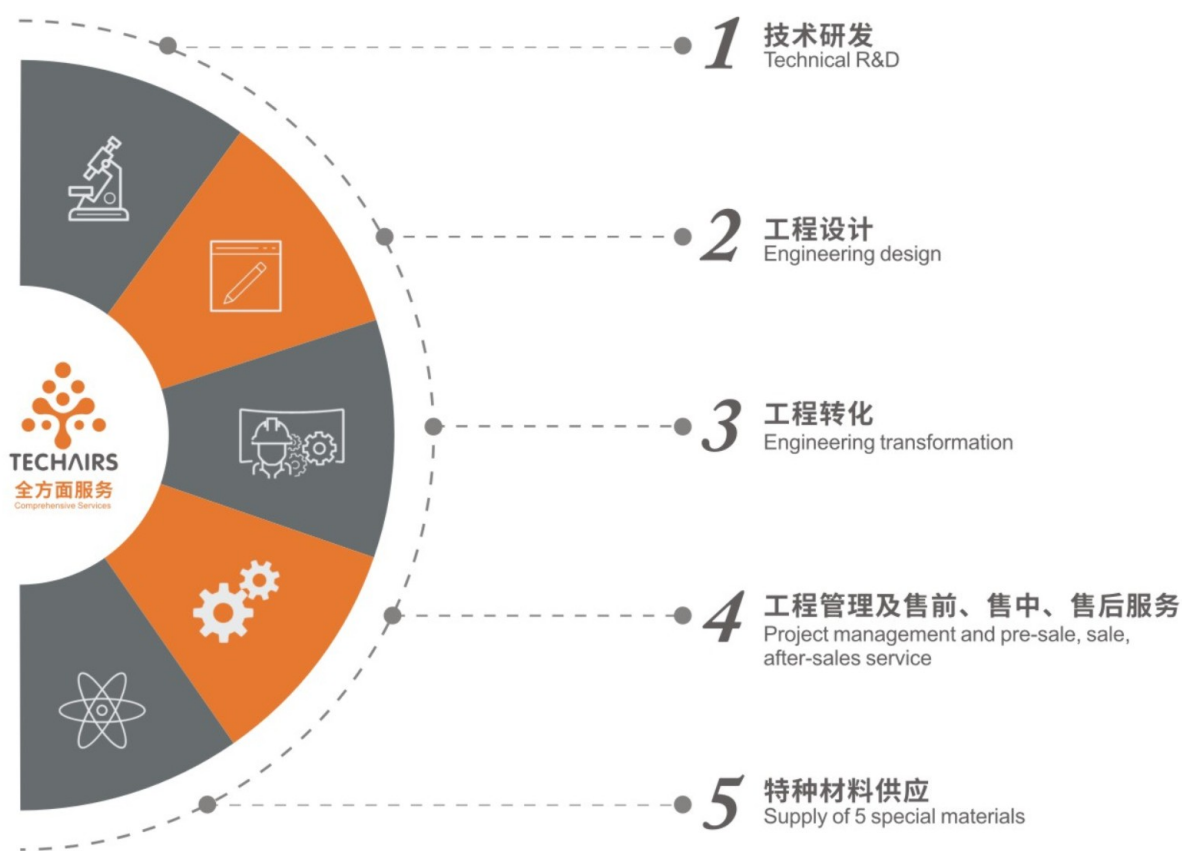 1 技术研发
Technical R&D
2 工程设计
Engineering design
TECHAIRS
全方面服务
Comprehensive Services
3 工程转化
Engineering transformation
4 工程管理及售前、售中、售后服务
Project management and pre-sale, sale,
after-sales service
5 特种材料供应
Supply of 5 special materials